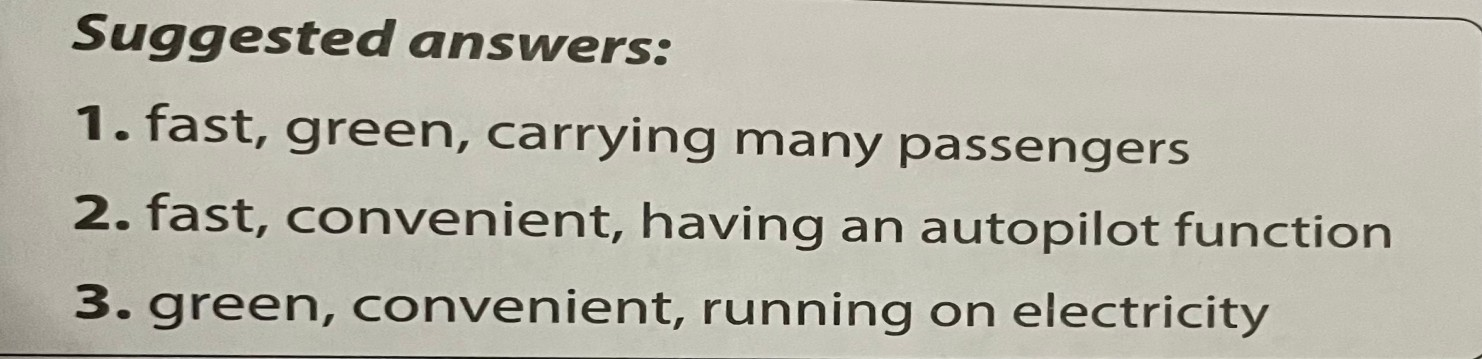 Suggested answers:
1. fast, green, carrying many passengers
2. fast, convenient, having an autopilot function
3. green, convenient, running on electricity